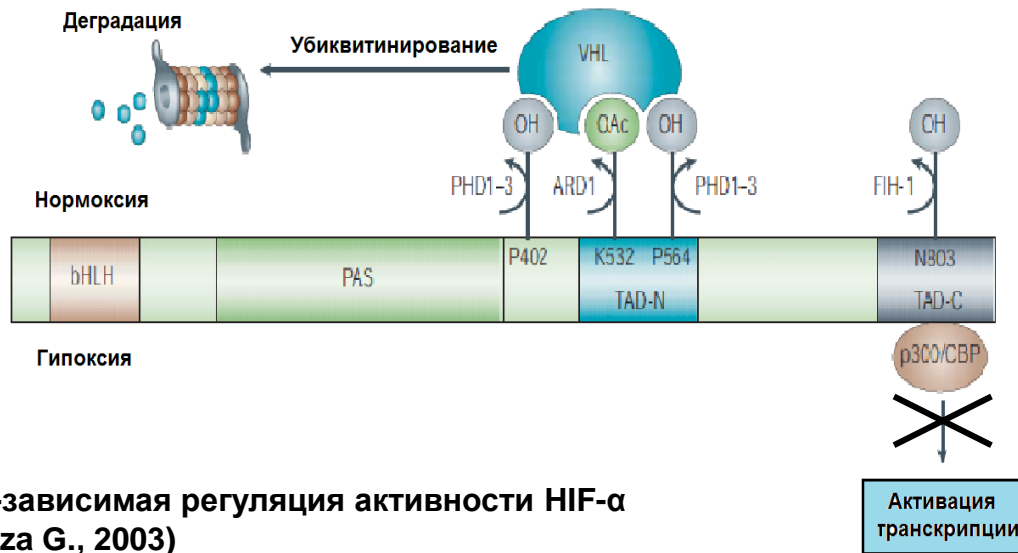 Деградация
Убиквитинирование
VHL
OH
OAc
OH
OH
PHD1-3
ARD1
PHD1-3
FIH-1
Нормоксия
bHLH
PAS
P402
K532
P564
TAD-N
N803
TAD-C
Гипоксия
p300/CBP
-зависимая регуляция активности HIF-α
za G., 2003)
Активация
транскрипции